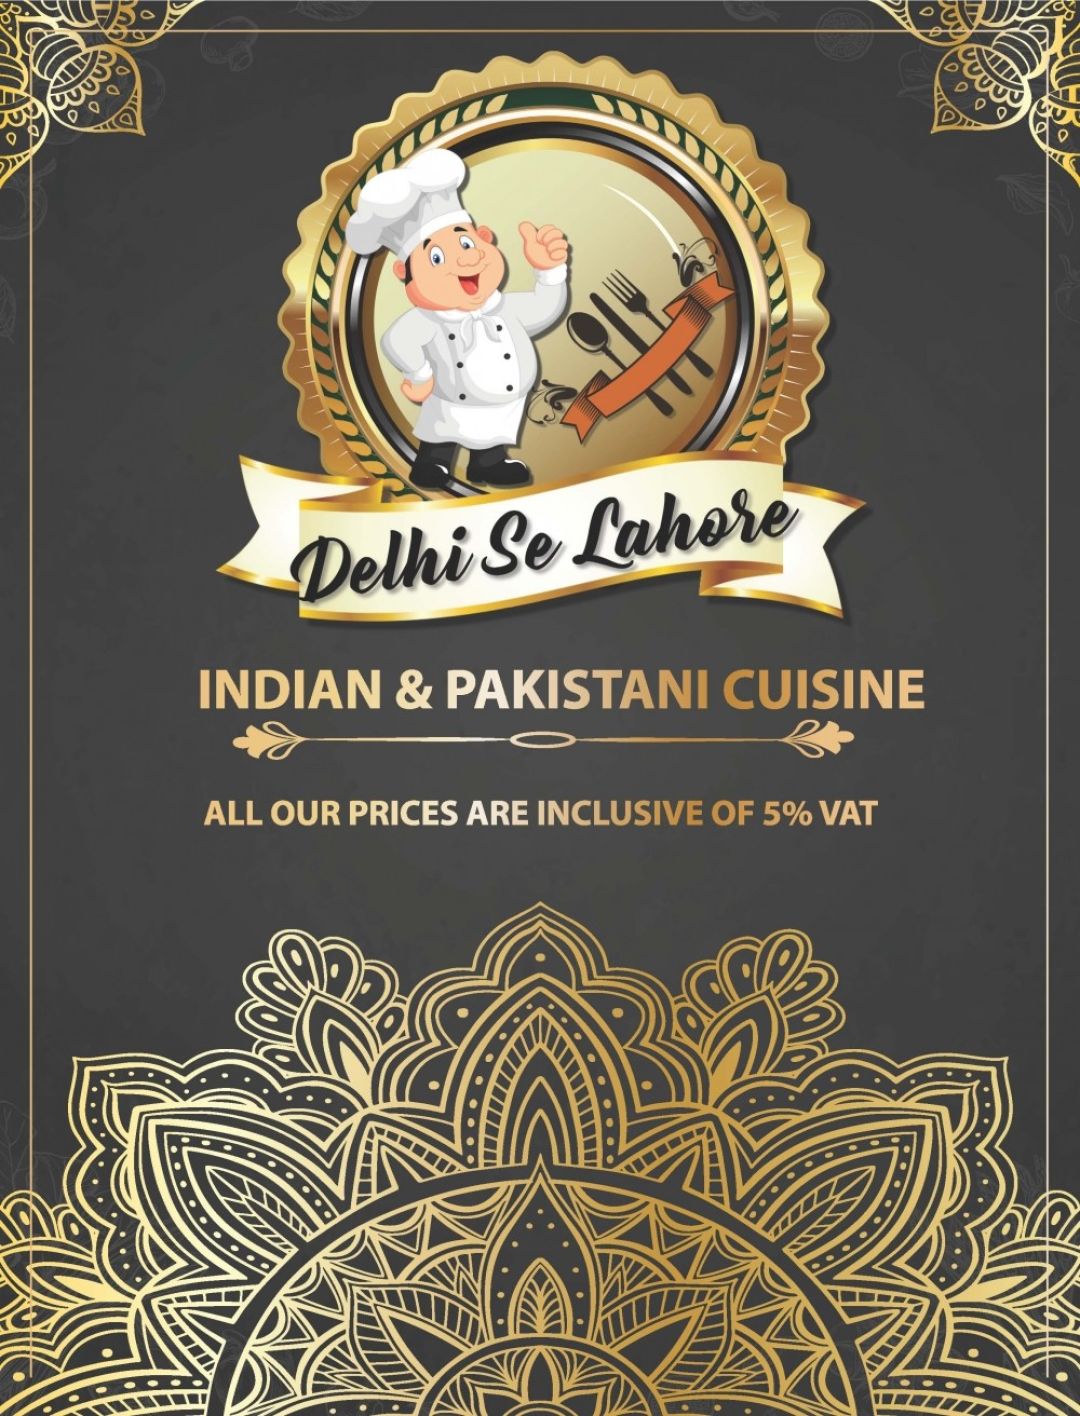 Delhi Se Lahore
INDIAN & PAKISTANI CUISINE
ALL OUR PRICES ARE INCLUSIVE OF 5% VAT